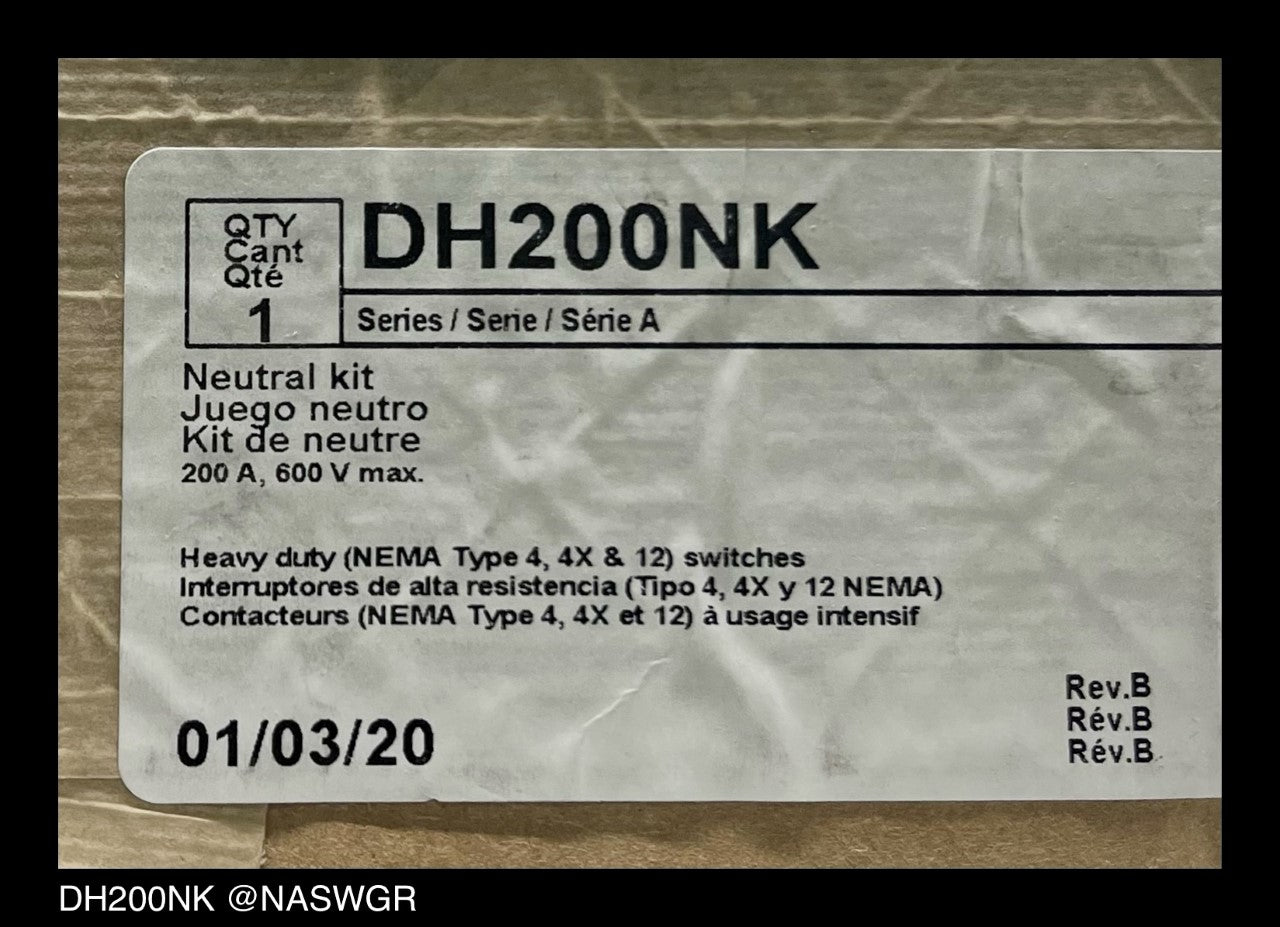 QTY
Cant
Qté
1
DH200NK
Series / Serie / Série A
Neutral kit
Juego neutro
Kit de neutre
200 A, 600 V max.
Heavy duty (NEMA Type 4, 4X & 12) switches
Interruptores de alta resistencia (Tipo 4, 4X y 12 NEMA)
Contacteurs (NEMA Type 4, 4X et 12) à usage intensif
Rev.B
Rév.B
Rév.B
01/03/20
DH200NK @NASWGR